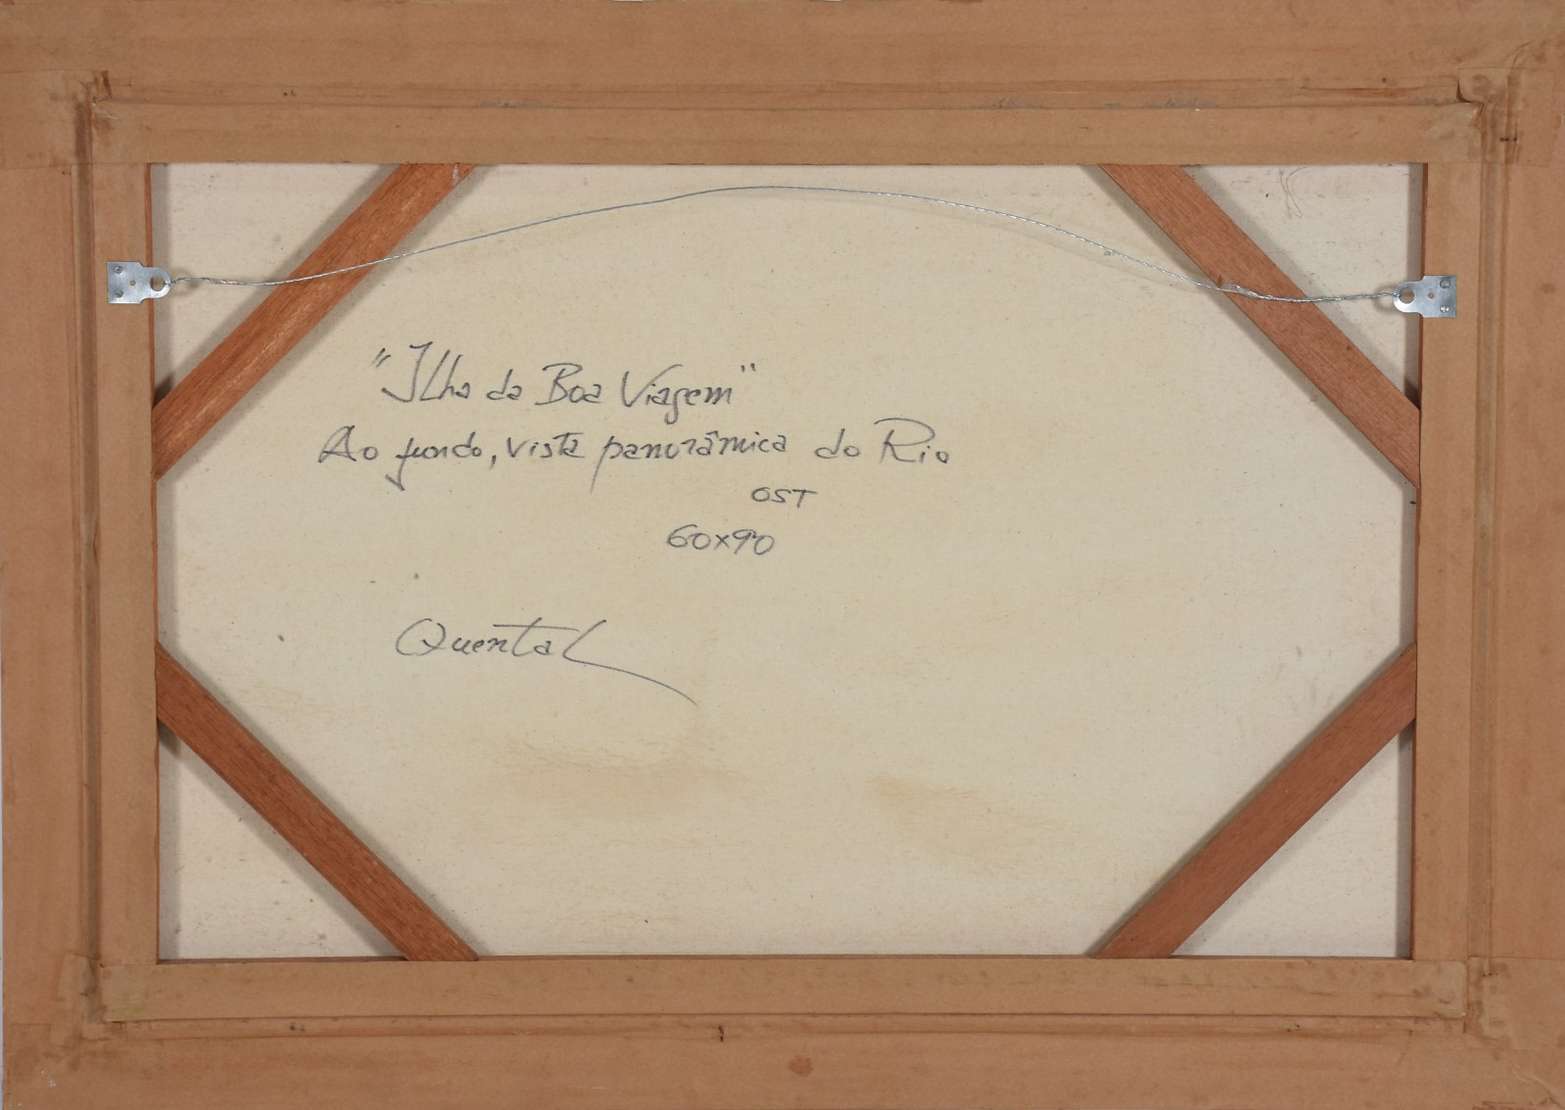 "Ilha da Boa Viagem"
Ao fundo, vista panorâmica do Rio
OST
60x90
Quental